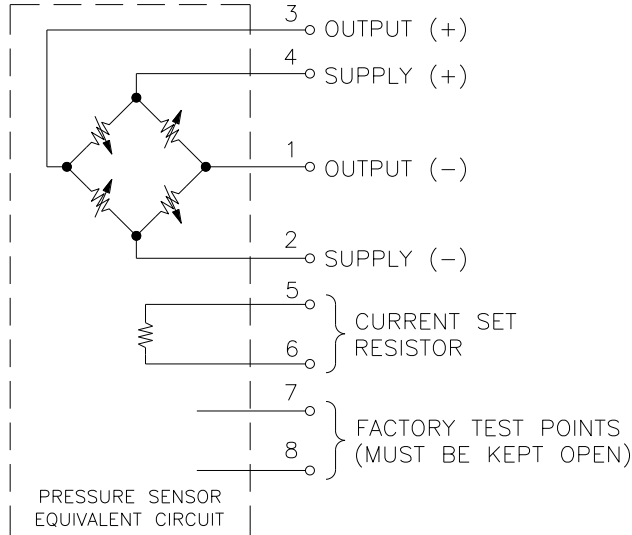 3
OUTPUT (+)
4
SUPPLY (+)
1
OUTPUT (−)
2
SUPPLY (−)
5
CURRENT SET
RESISTOR
6
7
FACTORY TEST POINTS
(MUST BE KEPT OPEN)
8
PRESSURE SENSOR
EQUIVALENT CIRCUIT